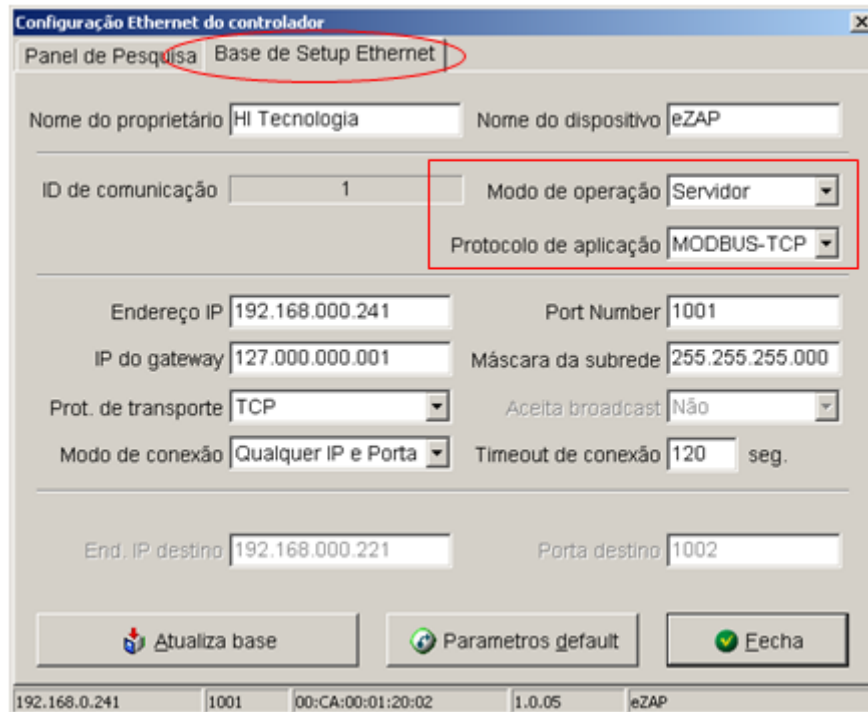 Configuração Ethernet do controlador
Panel de Pesquisa Base de Setup Ethernet
Nome do proprietário HI Tecnologia Nome do dispositivo eZAP
ID de comunicação 1 Modo de operação Servidor
Protocolo de aplicação MODBUS-TCP
Endereço IP 192.168.000.241 Port Number 1001
IP do gateway 127.000.000.001 Máscara da subrede 255.255.255.000
Prot. de transporte TCP Aceita broadcast Não
Modo de conexão Qualquer IP e Porta Timeout de conexão 120 seg.
End. IP destino 192.168.000.221 Porta destino 1002
Atualiza base Parametros default Fecha
192.168.0.241 1001 00:CA:00:01:20:02 1.0.05 eZAP